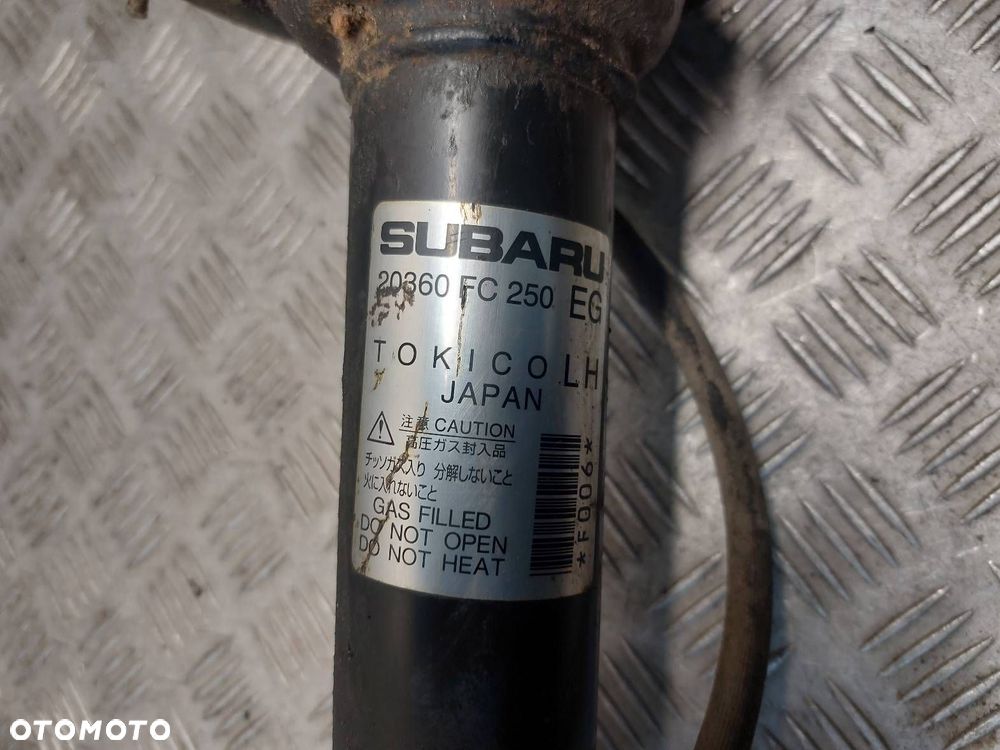 SUBARU
20360 FC 250 EG
TOKICO LH
JAPAN
注意 CAUTION
高圧ガス封入品
チッソガス入り 分解しないこと
火に入れないこと
GAS FILLED
DO NOT OPEN
DO NOT HEAT
*F006*
OTOMOTO
OTOMOTO